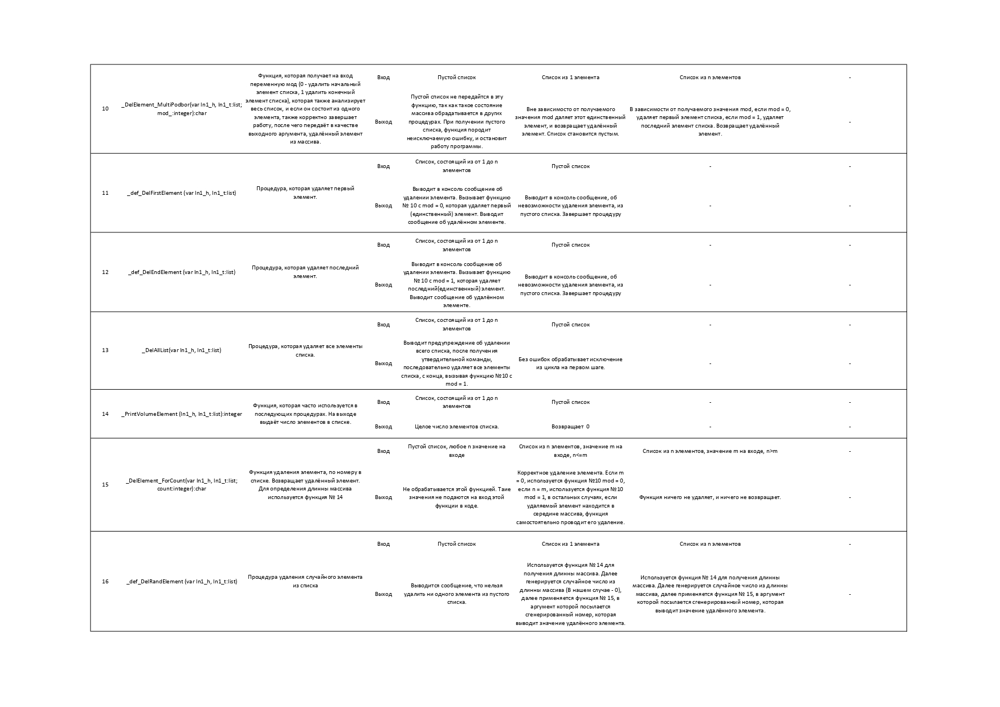 10
_DelElement_MultiPodbor(var ln1_h, ln1_t:list;
mod_:integer):char
Функция, которая получает на вход
переменную мод (0 - удалить начальный
элемент списка, 1 удалить конечный
элемент списка), которая также анализирует
весь список, и если он состоит из одного
элемента, также корректно завершает
работу, после чего передаёт в качестве
выходного аргумента, удалённый элемент
из массива.
Вход
Пустой список
Список из 1 элемента
Список из n элементов
-
Выход
Пустой список не передайтся в эту
функцию, так как такое состояние
массива обрадатывается в других
процедурах. При получении пустого
списка, функция породит
неисключаемую ошибку, и остановит
работу программы.
Вне зависимосто от получаемого
значения mod даляет этот единственный
элемент, и возвращает удалённый
элемент. Список становится пустым.
В зависимости от получаемого значения mod, если mod = 0,
удаляет первый элемент списка, если mod = 1, удаляет
последний элемент списка. Возвращает удалённый
элемент.
-
11
_def_DelFirstElement (var ln1_h, ln1_t:list)
Процедура, которая удаляет первый
элемент.
Вход
Список, состоящий из от 1 до n
элементов
Пустой список
-
-
Выход
Выводит в консоль сообщение об
удалении элемента. Вызывает функцию
№ 10 с mod = 0, которая удаляет первый
(единственный) элемент. Выводит
сообщение об удалённом элементе.
Выводит в консоль сообщение, об
невозможности удаления элемента, из
пустого списка. Завершает процедуру
-
-
12
_def_DelEndElement (var ln1_h, ln1_t:list)
Процедура, которая удаляет последний
элемент.
Вход
Список, состоящий из от 1 до n
элементов
Пустой список
-
-
Выход
Выводит в консоль сообщение об
удалении элемента. Вызывает функцию
№ 10 с mod = 1, которая удаляет
последний(единственный) элемент.
Выводит сообщение об удалённом
элементе.
Выводит в консоль сообщение, об
невозможности удаления элемента, из
пустого списка. Завершает процедуру
-
-
13
_DelAllList(var ln1_h, ln1_t:list)
Процедура, которая удаляет все элементы
списка.
Вход
Список, состоящий из от 1 до n
элементов
Пустой список
-
-
Выход
Выводит предупреждение об удалении
всего списка, после получения
утвердительной команды,
последовательно удаляет все элементы
списка, с конца, вызывая функцию №10 с
mod = 1.
Без ошибок обрабатывает исключение
из цикла на первом шаге.
-
-
14
_PrintVolumeElement (ln1_h, ln1_t:list):integer
Функция, которая часто используется в
последующих процедурах. На выходе
выдаёт число элементов в списке.
Вход
Список, состоящий из от 1 до n
элементов
Пустой список
-
-
Выход
Целое число элементов списка.
Возвращает 0
-
-
15
_DelElement_ForCount(var ln1_h, ln1_t:list;
count:integer):char
Функция удаления элемента, по номеру в
списке. Возвращает удалённый элемент.
Для определения длинны массива
используется функция № 14
Вход
Пустой список, любое n значение на
входе
Список из n элементов, значение m на
входе, n<=m
Список из n элементов, значение m на входе, n>m
-
Выход
Не обрабатывается этой функцией. Таие
значения не подаются на вход этой
функции в коде.
Корректное удаление элемента. Если m
= 0, используется функция №10 mod = 0,
если n = m, используется функция №10
mod = 1, в остальных случаях, если
удаляемый элемент находится в
середине массива, функция
самостоятельно проводит его удаление.
Функция ничего не удаляет, и ничего не возвращает.
-
16
_def_DelRandElement (var ln1_h, ln1_t:list)
Процедура удаления случайного элемента
из списка
Вход
Пустой список
Список из 1 элемента
Список из n элементов
-
Выход
Выводится сообщение, что нельзя
удалить ни одного элемента из пустого
списка.
Используется функция № 14 для
получения длинны массива. Далее
генерируется случайное число из
длинны массива (В нашем случае - 0),
далее применяется функция № 15, в
аргумент которой посылается
сгенерированный номер, которая
выводит значение удалённого элемента.
Используется функция № 14 для получения длинны
массива. Далее генерируется случайное число из длинны
массива, далее применяется функция № 15, в аргумент
которой посылается сгенерированный номер, которая
выводит значение удалённого элемента.
-